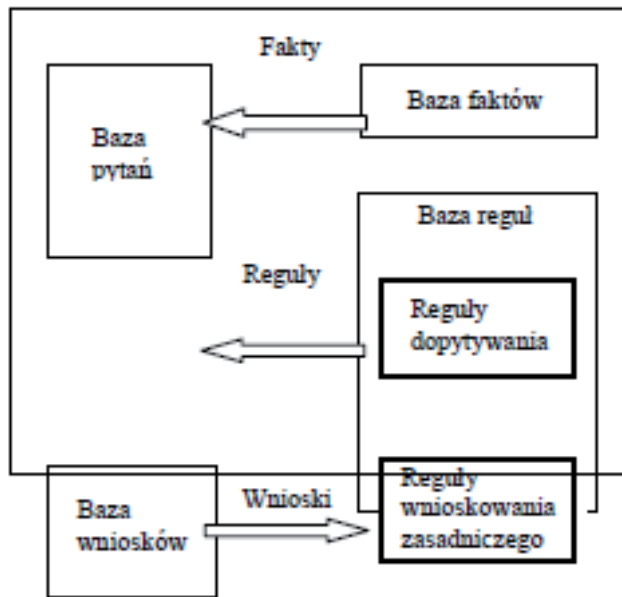 Fakty
Baza faktów
Baza
pytań
Baza reguł
Reguły
Reguły
dopytywania
Wnioski
Reguły
wnioskowania
zasadniczego
Baza
wniosków